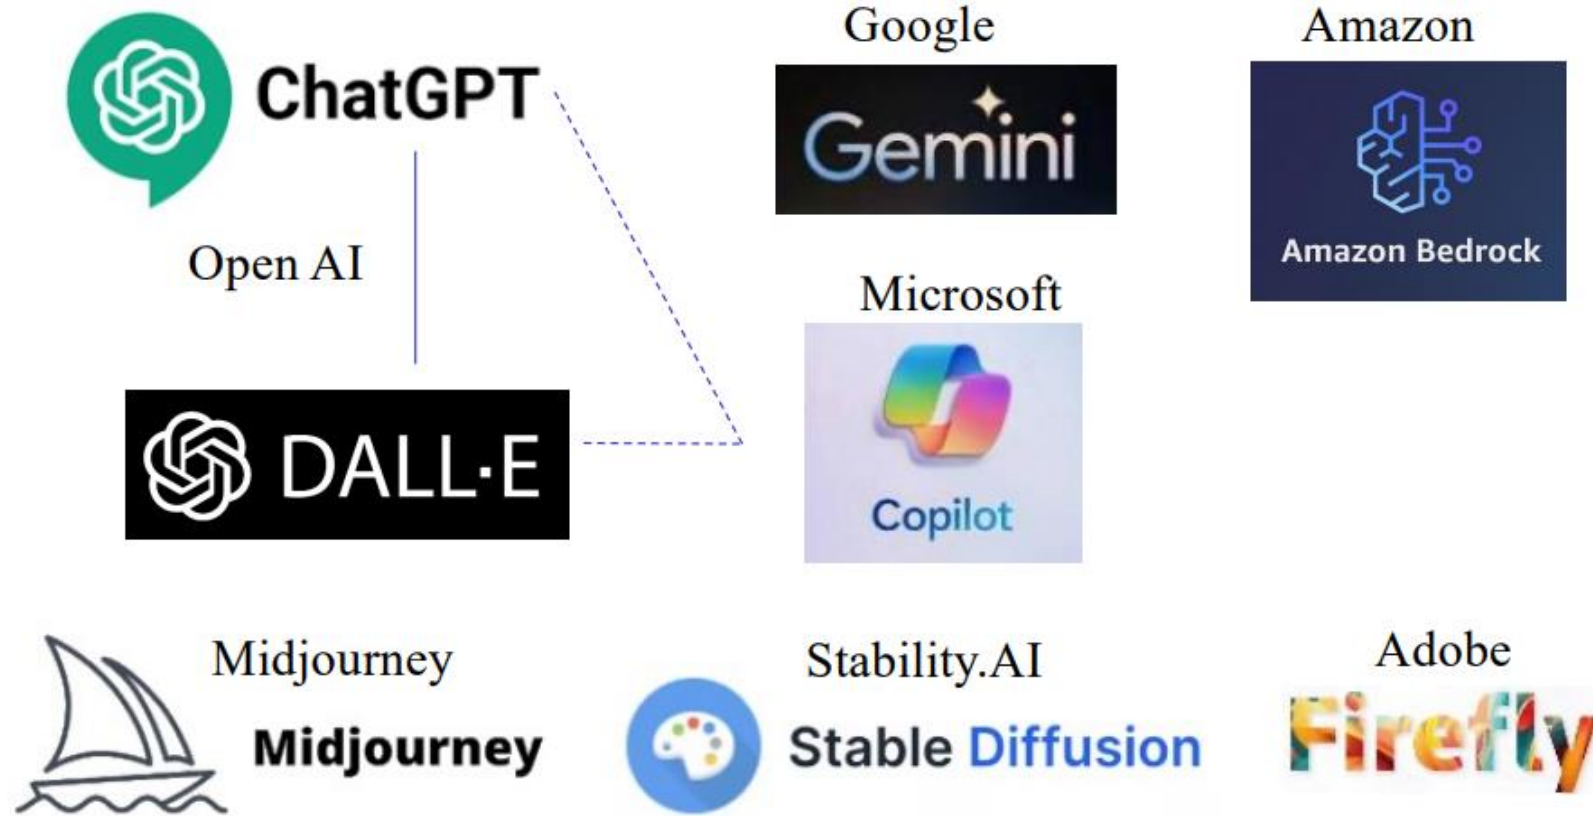 ChatGPT
Open AI
DALL·E
Google
Gemini
Microsoft
Copilot
Amazon
Amazon Bedrock
Midjourney
Midjourney
Stability.AI
Stable Diffusion
Adobe
Firefly